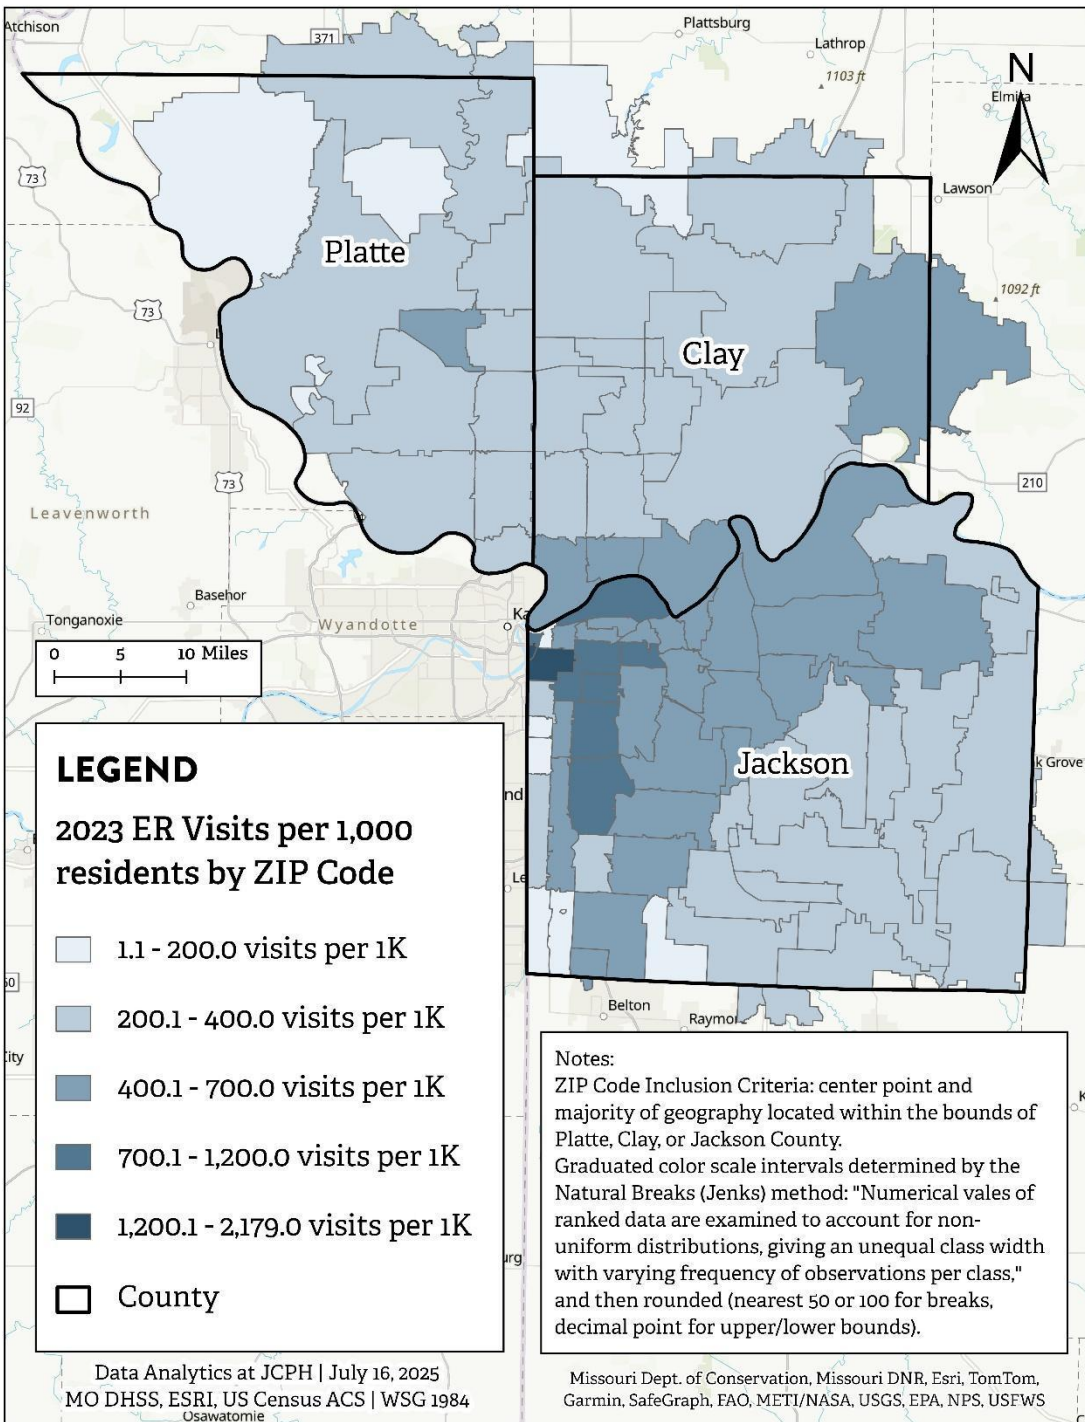 Atchison
371
Plattsburg
Lathrop
1103 ft
N
Elmira
73
Lawson
Platte
1092 ft
73
Clay
92
73
210
Leavenworth
Basehor
Tonganoxie
Wyandotte
0 5 10 Miles
Jackson
k Grove
LEGEND
2023 ER Visits per 1,000
residents by ZIP Code
1.1 - 200.0 visits per 1K
200.1 - 400.0 visits per 1K
400.1 - 700.0 visits per 1K
700.1 - 1,200.0 visits per 1K
1,200.1 - 2,179.0 visits per 1K
County
Belton
Notes:
ZIP Code Inclusion Criteria: center point and
majority of geography located within the bounds of
Platte, Clay, or Jackson County.
Graduated color scale intervals determined by the
Natural Breaks (Jenks) method: "Numerical vales of
ranked data are examined to account for non-
uniform distributions, giving an unequal class width
with varying frequency of observations per class,"
and then rounded (nearest 50 or 100 for breaks,
decimal point for upper/lower bounds).
Data Analytics at JCPH | July 16, 2025
MO DHSS, ESRI, US Census ACS | WSG 1984
Missouri Dept. of Conservation, Missouri DNR, Esri, TomTom,
Garmin, SafeGraph, FAO, METI/NASA, USGS, EPA, NPS, USFWS
Osawatomie